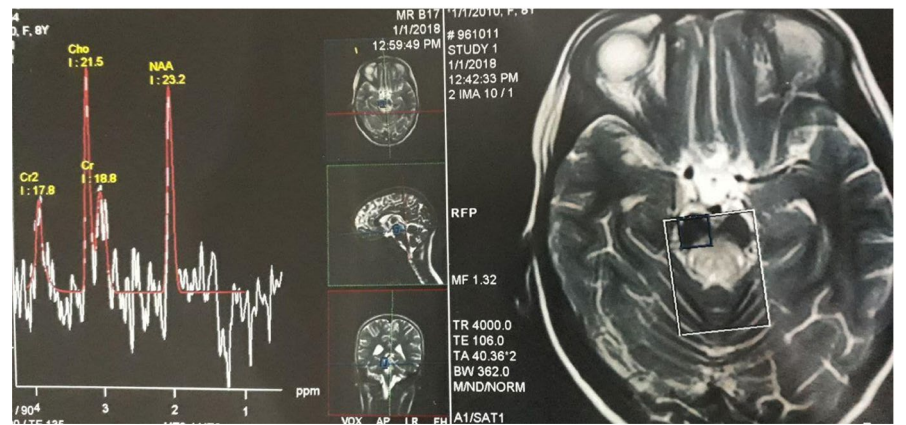 4
, F, 8Y
Cho
I : 21.5
NAA
I : 23.2
Cr2
I : 17.8
Cr
I : 18.8
4 3 2 1 ppm
/ 90
MR B17
1/1/2018
12:59:49 PM
VOX AP LR FH
1/1/2010, F, 8Y
# 961011
STUDY 1
1/1/2018
12:42:33 PM
2 IMA 10 / 1
RFP
MF 1.32
TR 4000.0
TE 106.0
TA 40.36*2
BW 362.0
M/ND/NORM
A1/SAT1